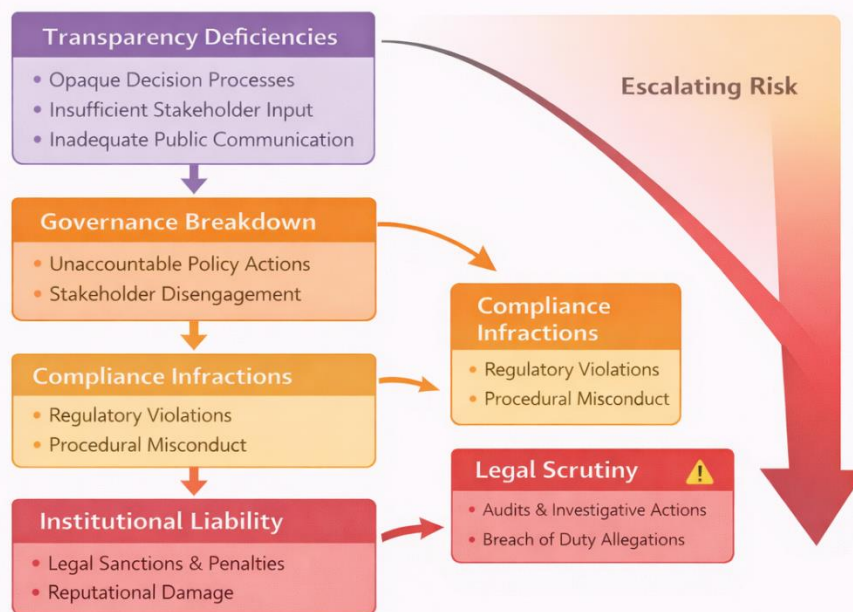 Transparency Deficiencies
• Opaque Decision Processes
• Insufficient Stakeholder Input
• Inadequate Public Communication
Escalating Risk
Governance Breakdown
• Unaccountable Policy Actions
• Stakeholder Disengagement
Compliance
Infractions
• Regulatory Violations
• Procedural Misconduct
Compliance Infractions
• Regulatory Violations
• Procedural Misconduct
Legal Scrutiny
• Audits & Investigative Actions
• Breach of Duty Allegations
Institutional Liability
• Legal Sanctions & Penalties
• Reputational Damage